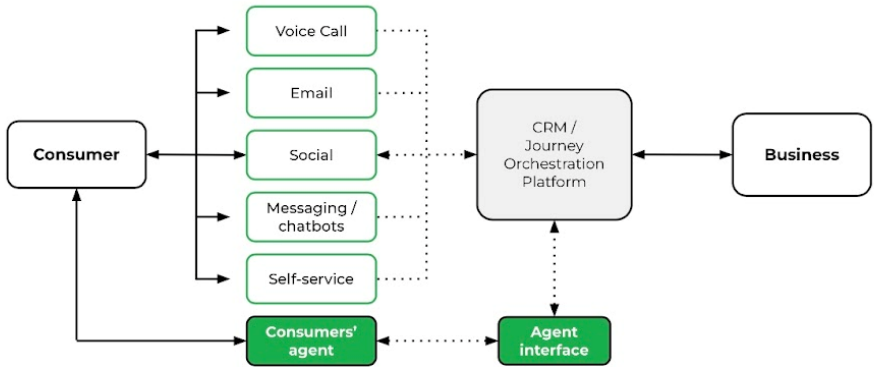 Voice Call
Email
Consumer
Social
Messaging /
chatbots
Self-service
CRM /
Journey
Orchestration
Platform
Business
Consumers'
agent
Agent
interface